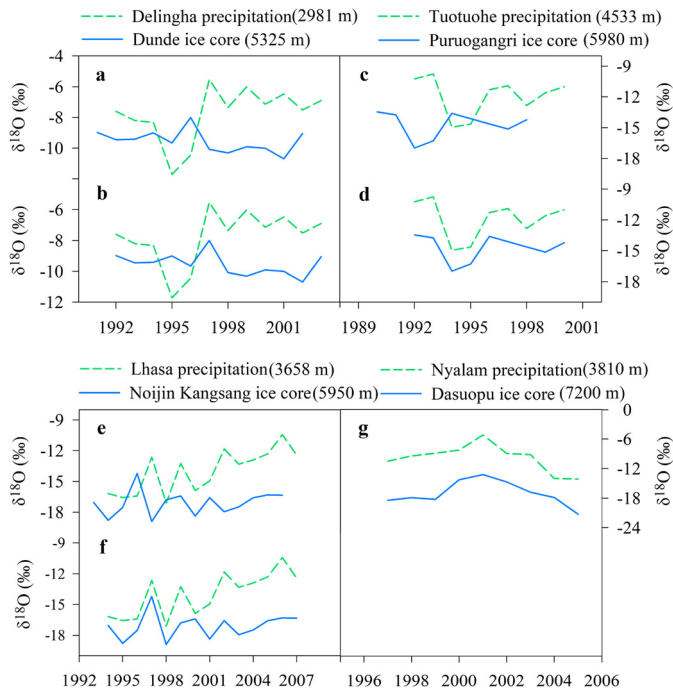 Delingha precipitation(2981 m)
Dunde ice core (5325 m)
Tuotuohe precipitation (4533 m)
Puruogangri ice core (5980 m)
a
-4
-6
-8
-10
δ18O (‰)
b
-6
-8
-10
-12
δ18O (‰)
1992 1995 1998 2001
c
-9
-12
-15
-18
δ18O (‰)
d
-9
-12
-15
-18
δ18O (‰)
1989 1992 1995 1998 2001
Lhasa precipitation(3658 m)
Noijin Kangsang ice core(5950 m)
Nyalam precipitation(3810 m)
Dasuopu ice core (7200 m)
e
-9
-12
-15
-18
δ18O (‰)
f
-9
-12
-15
-18
δ18O (‰)
1992 1995 1998 2001 2004 2007
g
0
-6
-12
-18
-24
δ18O (‰)
1996 1998 2000 2002 2004 2006